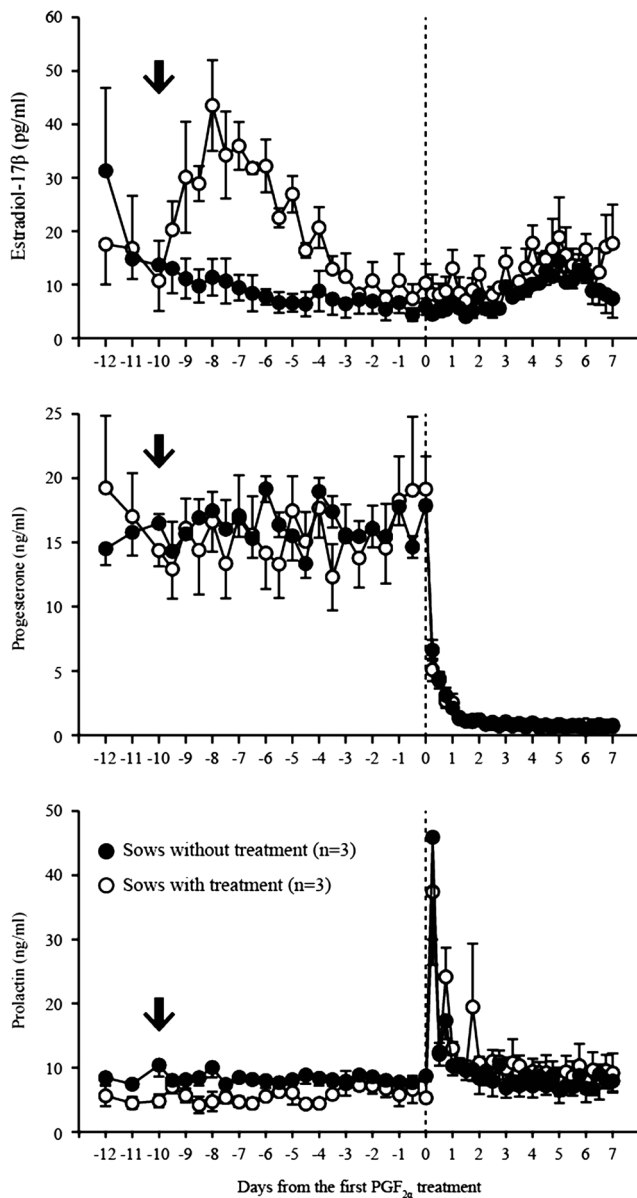 Estradiol-17β (pg/ml)
60
50
40
30
20
10
0
-12 -11 -10 -9 -8 -7 -6 -5 -4 -3 -2 -1 0 1 2 3 4 5 6 7
Progesterone (ng/ml)
25
20
15
10
5
0
-12 -11 -10 -9 -8 -7 -6 -5 -4 -3 -2 -1 0 1 2 3 4 5 6 7
Prolactin (ng/ml)
50
40
30
20
10
0
Sows without treatment (n=3)
Sows with treatment (n=3)
-12 -11 -10 -9 -8 -7 -6 -5 -4 -3 -2 -1 0 1 2 3 4 5 6 7
Days from the first PGF2α treatment